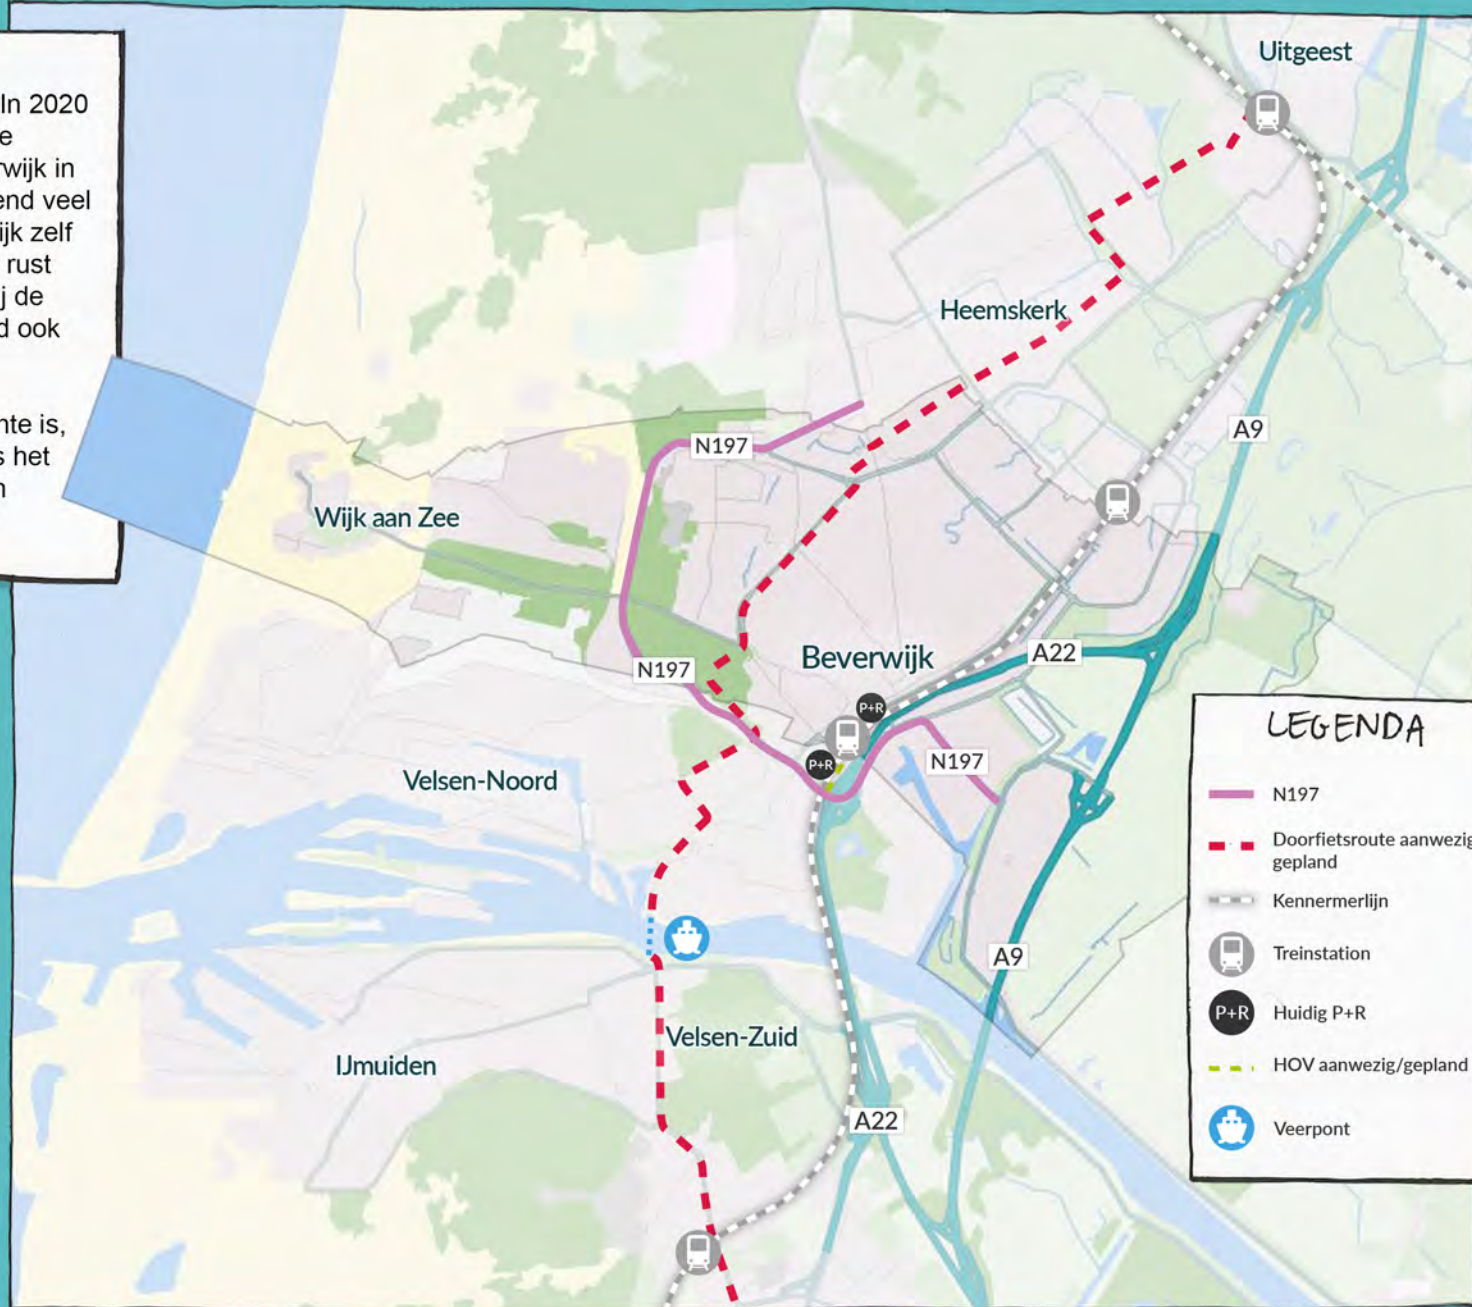 In 2020
e
rwijk in
end veel
ijk zelf
rust
j de
d ook
nte is,
s het
n
Uitgeest
Heemskerk
A9
N197
Wijk aan Zee
N197
Beverwijk
A22
P+R
P+R
N197
Velsen-Noord
A9
Velsen-Zuid
IJmuiden
A22
LEGENDA
N197
Doorfietsroute aanwezig
gepland
Kennermerlijn
Treinstation
P+R Huidig P+R
HOV aanwezig/gepland
Veerpont